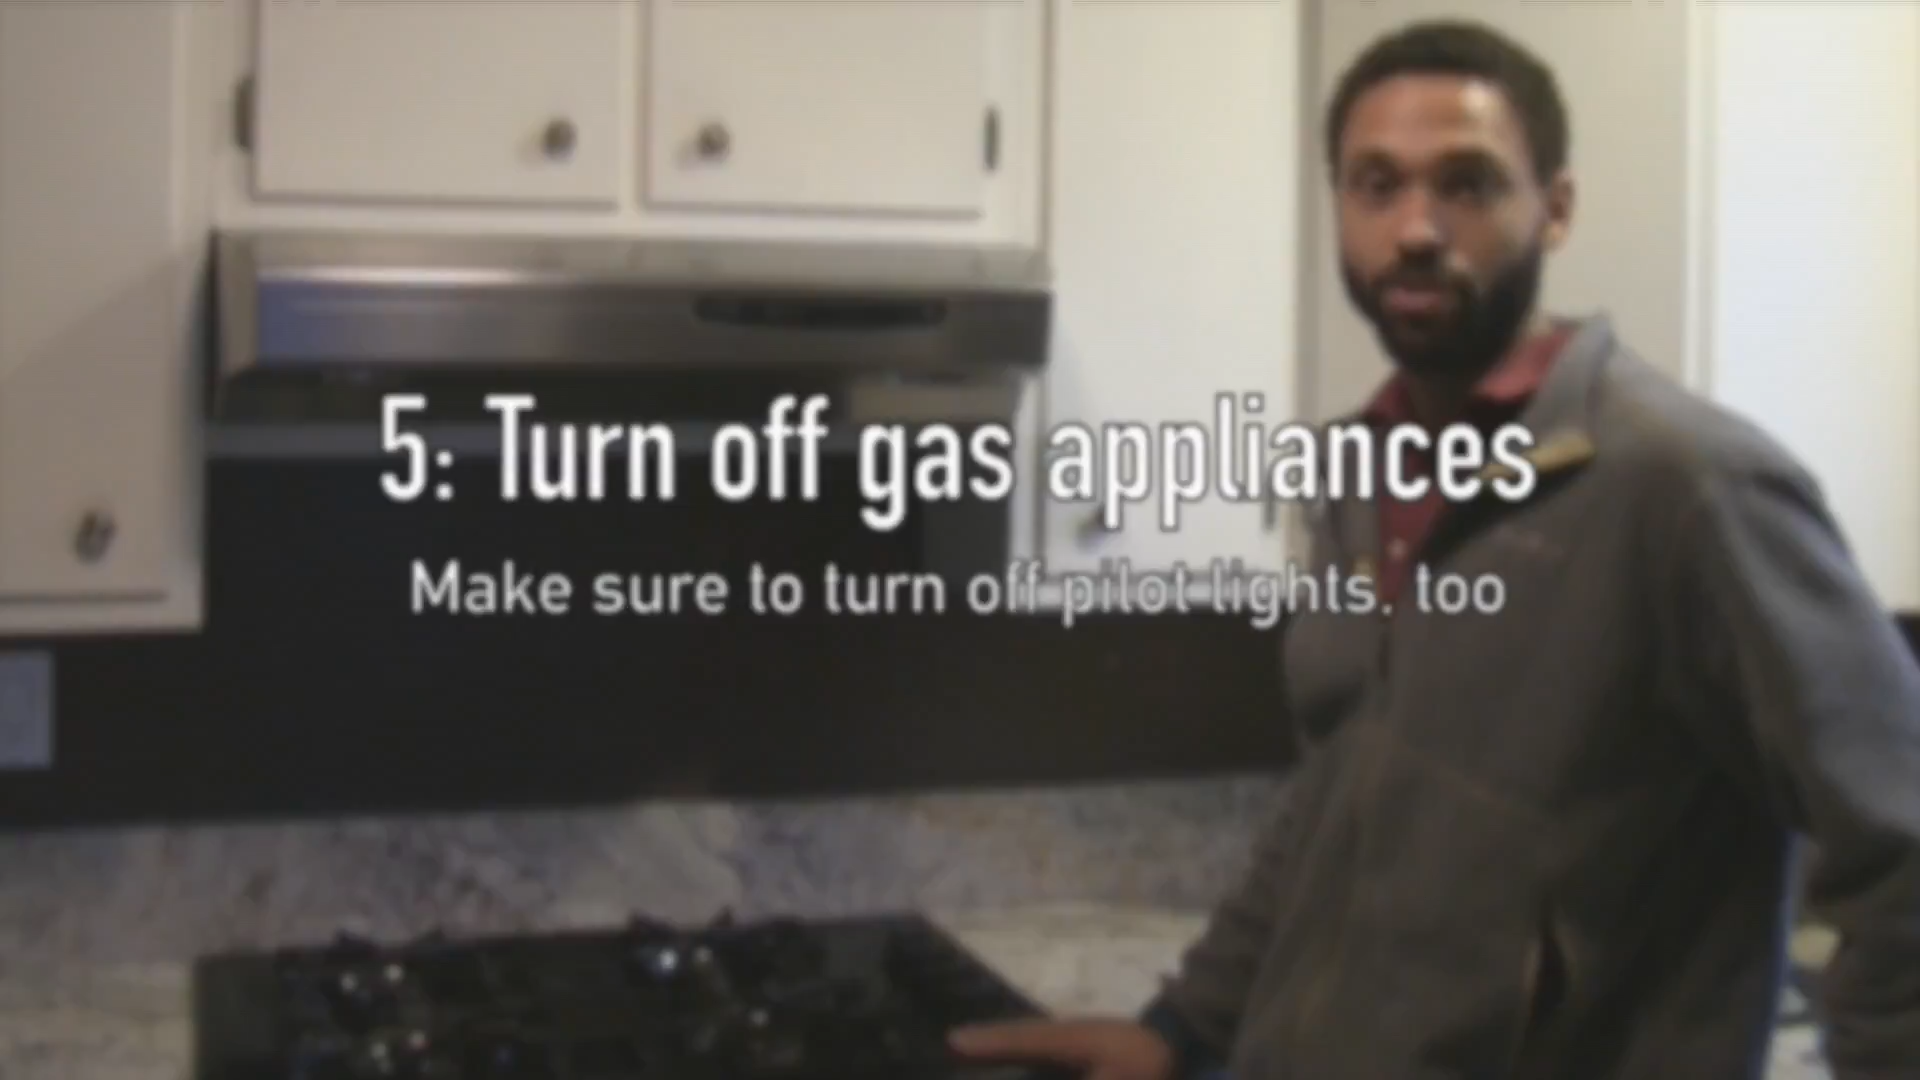 5: Turn off gas appliances
Make sure to turn off pilot lights, too